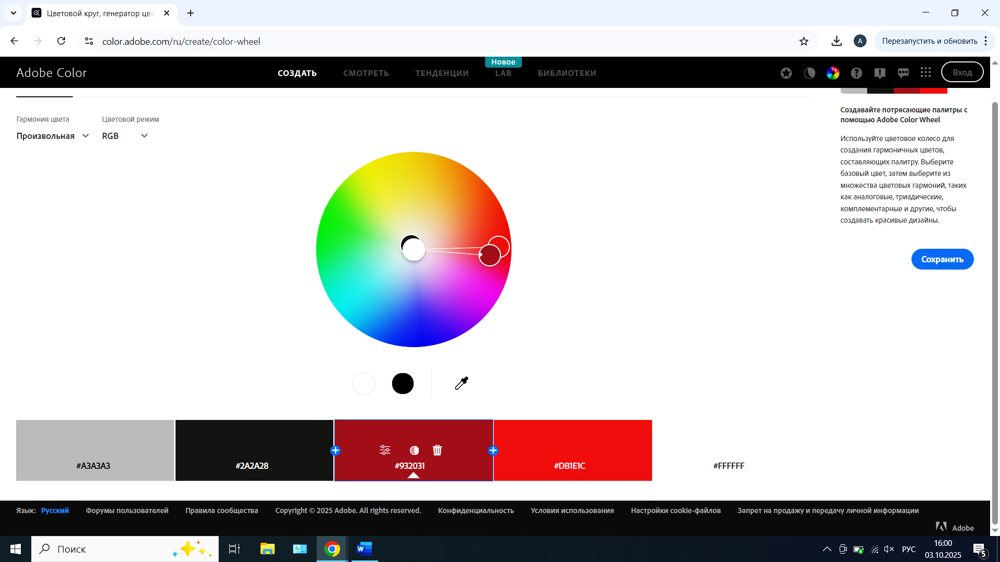 Цветовой круг, генератор цве
color.adobe.com/ru/create/color-wheel
A
Перезапустить и обновить
Adobe Color
СОЗДАТЬ
СМОТРЕТЬ
ТЕНДЕНЦИИ
Новое
LAB
БИБЛИОТЕКИ
Вход
Гармония цвета
Цветовой режим
Произвольная
RGB
Создавайте потрясающие палитры с
помощью Adobe Color Wheel
Используйте цветовое колесо для
создания гармоничных цветов,
составляющих палитру. Выберите
базовый цвет, затем выберите из
множества цветовых гармоний, таких
как аналоговые, триадические,
комплементарные и другие, чтобы
создавать красивые дизайны.
Сохранить
#A3A3A3
#2A2A28
#932031
#DB1E1C
#FFFFFF
Язык: Русский
Форумы пользователей
Правила сообщества
Copyright © 2025 Adobe. All rights reserved.
Конфиденциальность
Условия использования
Настройки cookie-файлов
Запрет на продажу и передачу личной информации
Adobe
Поиск
W
РУС
16:00
03.10.2025
5